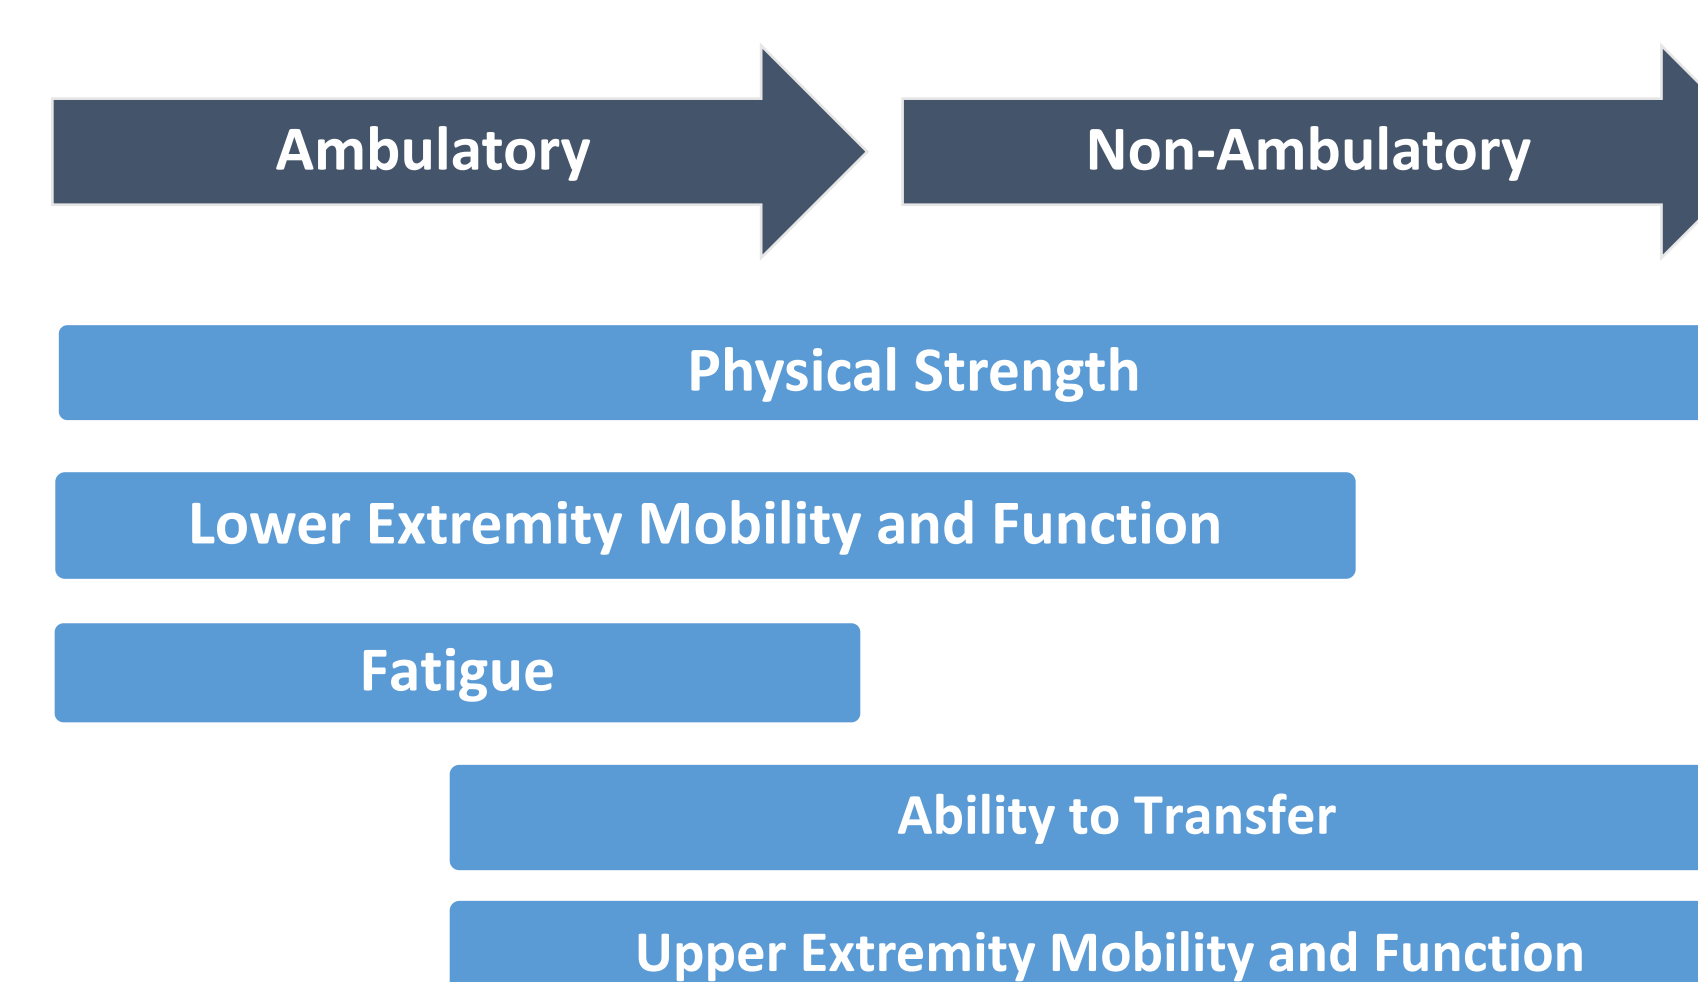 Ambulatory
Non-Ambulatory
Physical Strength
Lower Extremity Mobility and Function
Fatigue
Ability to Transfer
Upper Extremity Mobility and Function